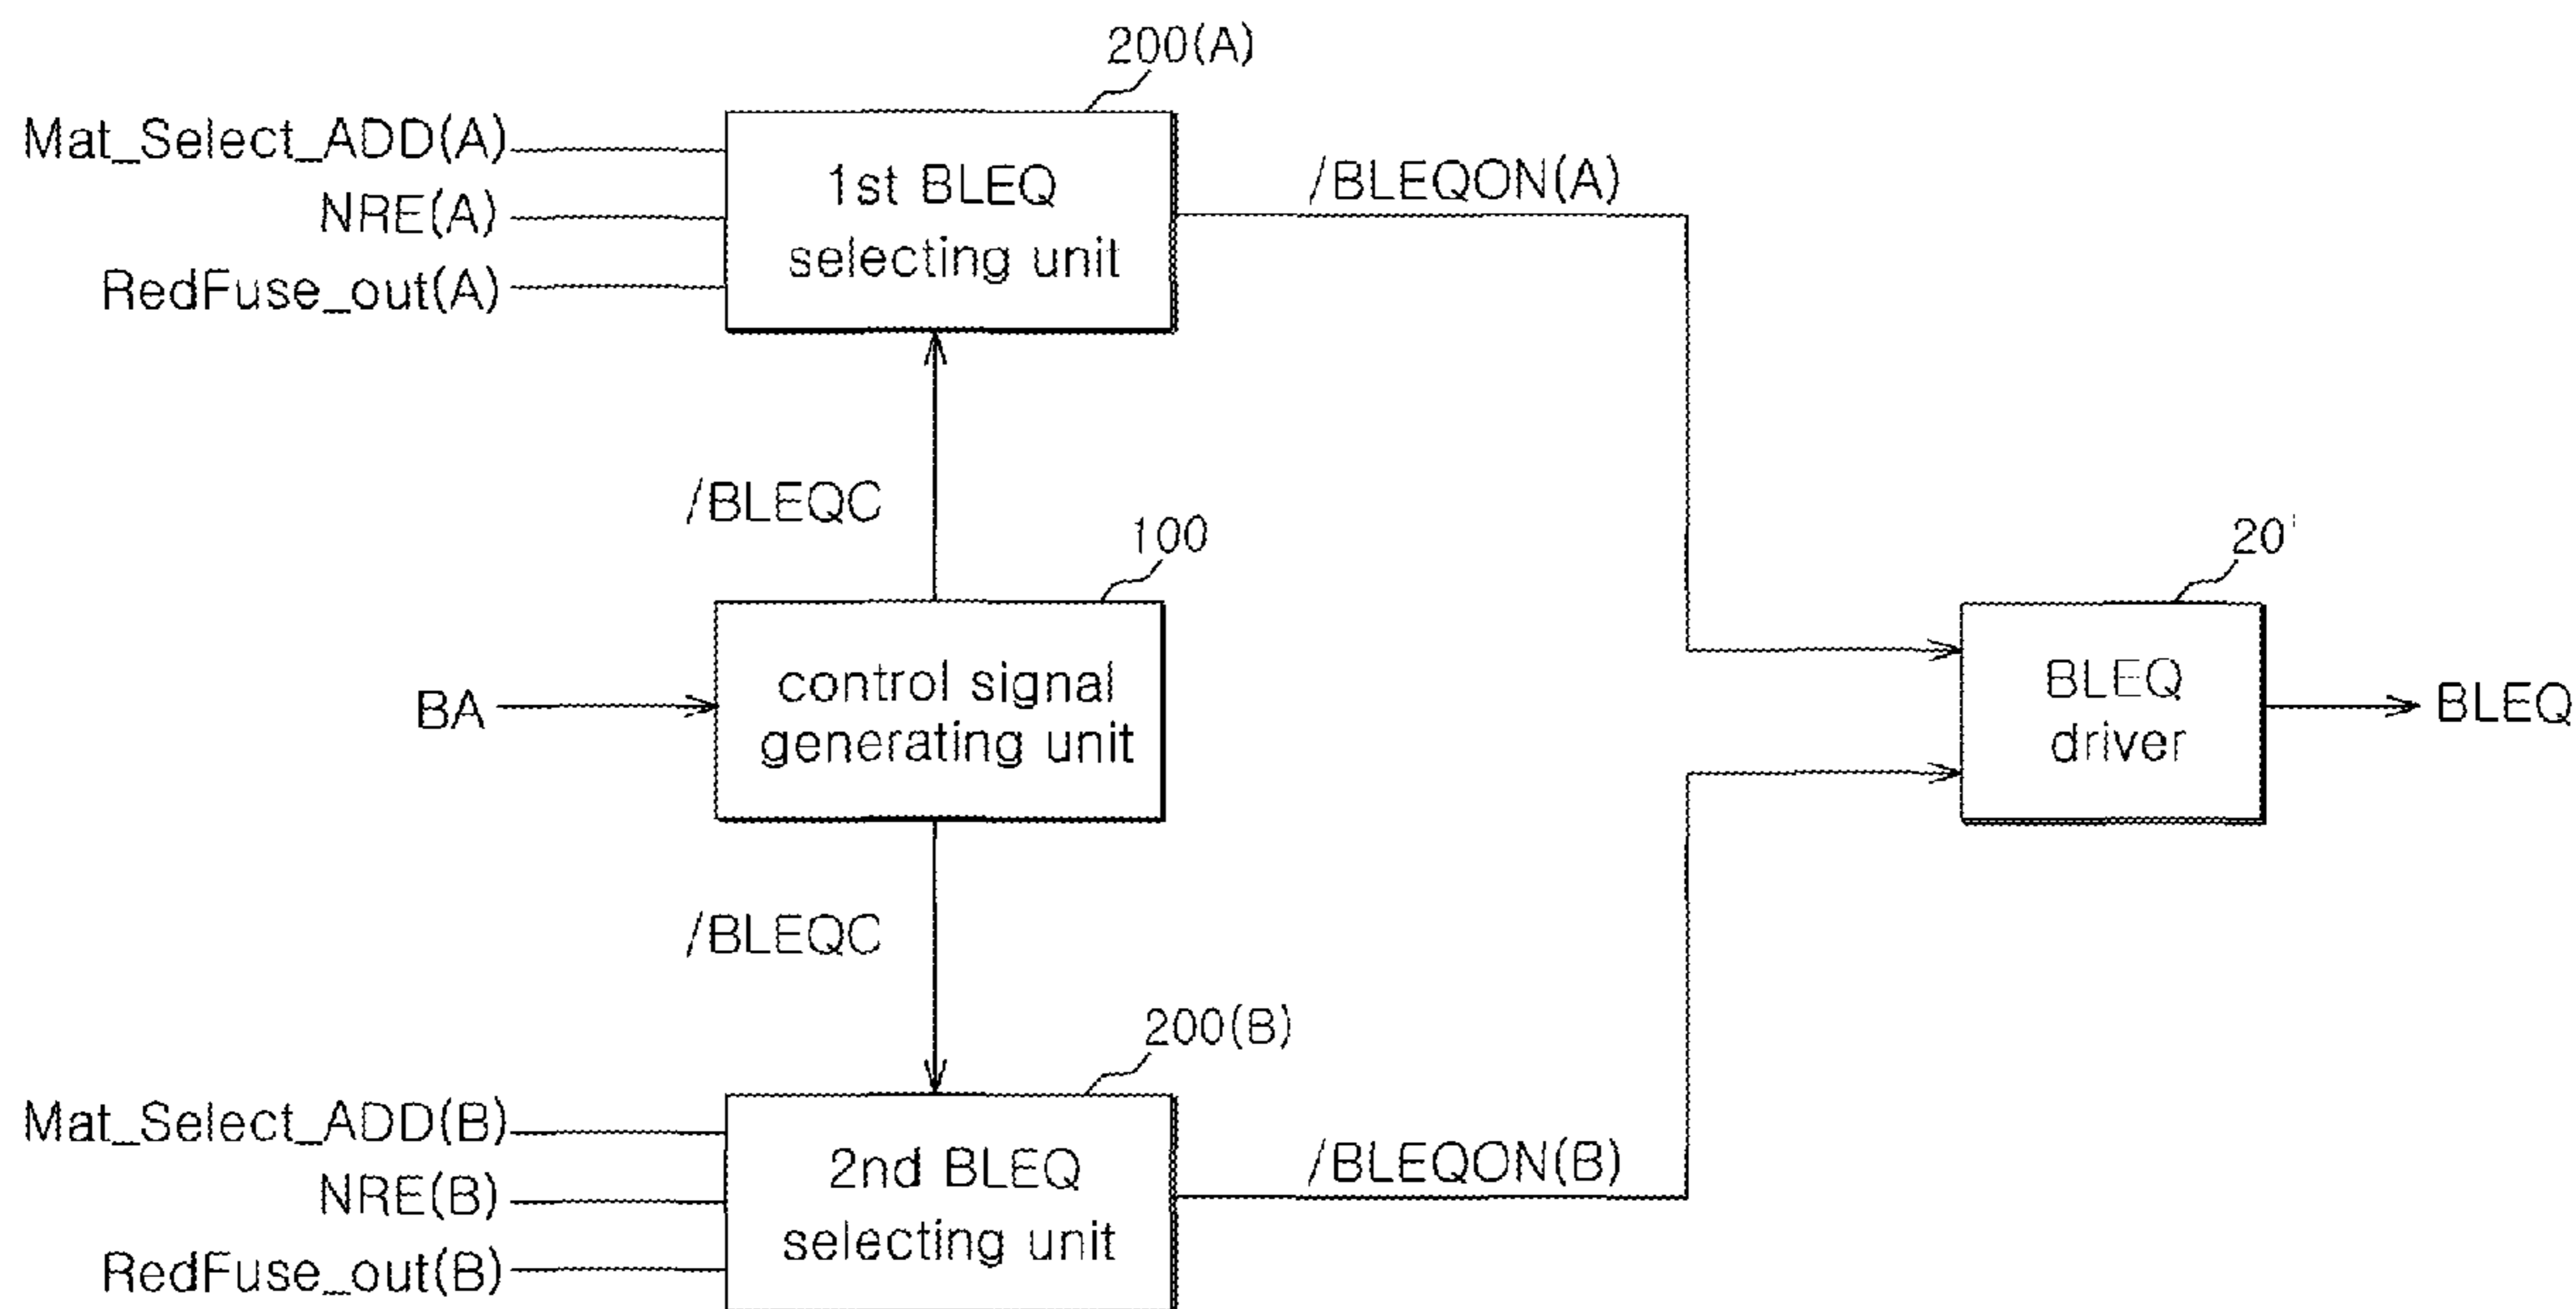 200(A)
Mat_Select_ADD(A)
NRE(A)
RedFuse_out(A)
1st BLEQ
selecting unit
/BLEQON(A)
/BLEQC
100
BA
control signal
generating unit
20'
BLEQ
driver
BLEQ
/BLEQC
200(B)
Mat_Select_ADD(B)
NRE(B)
RedFuse_out(B)
2nd BLEQ
selecting unit
/BLEQON(B)